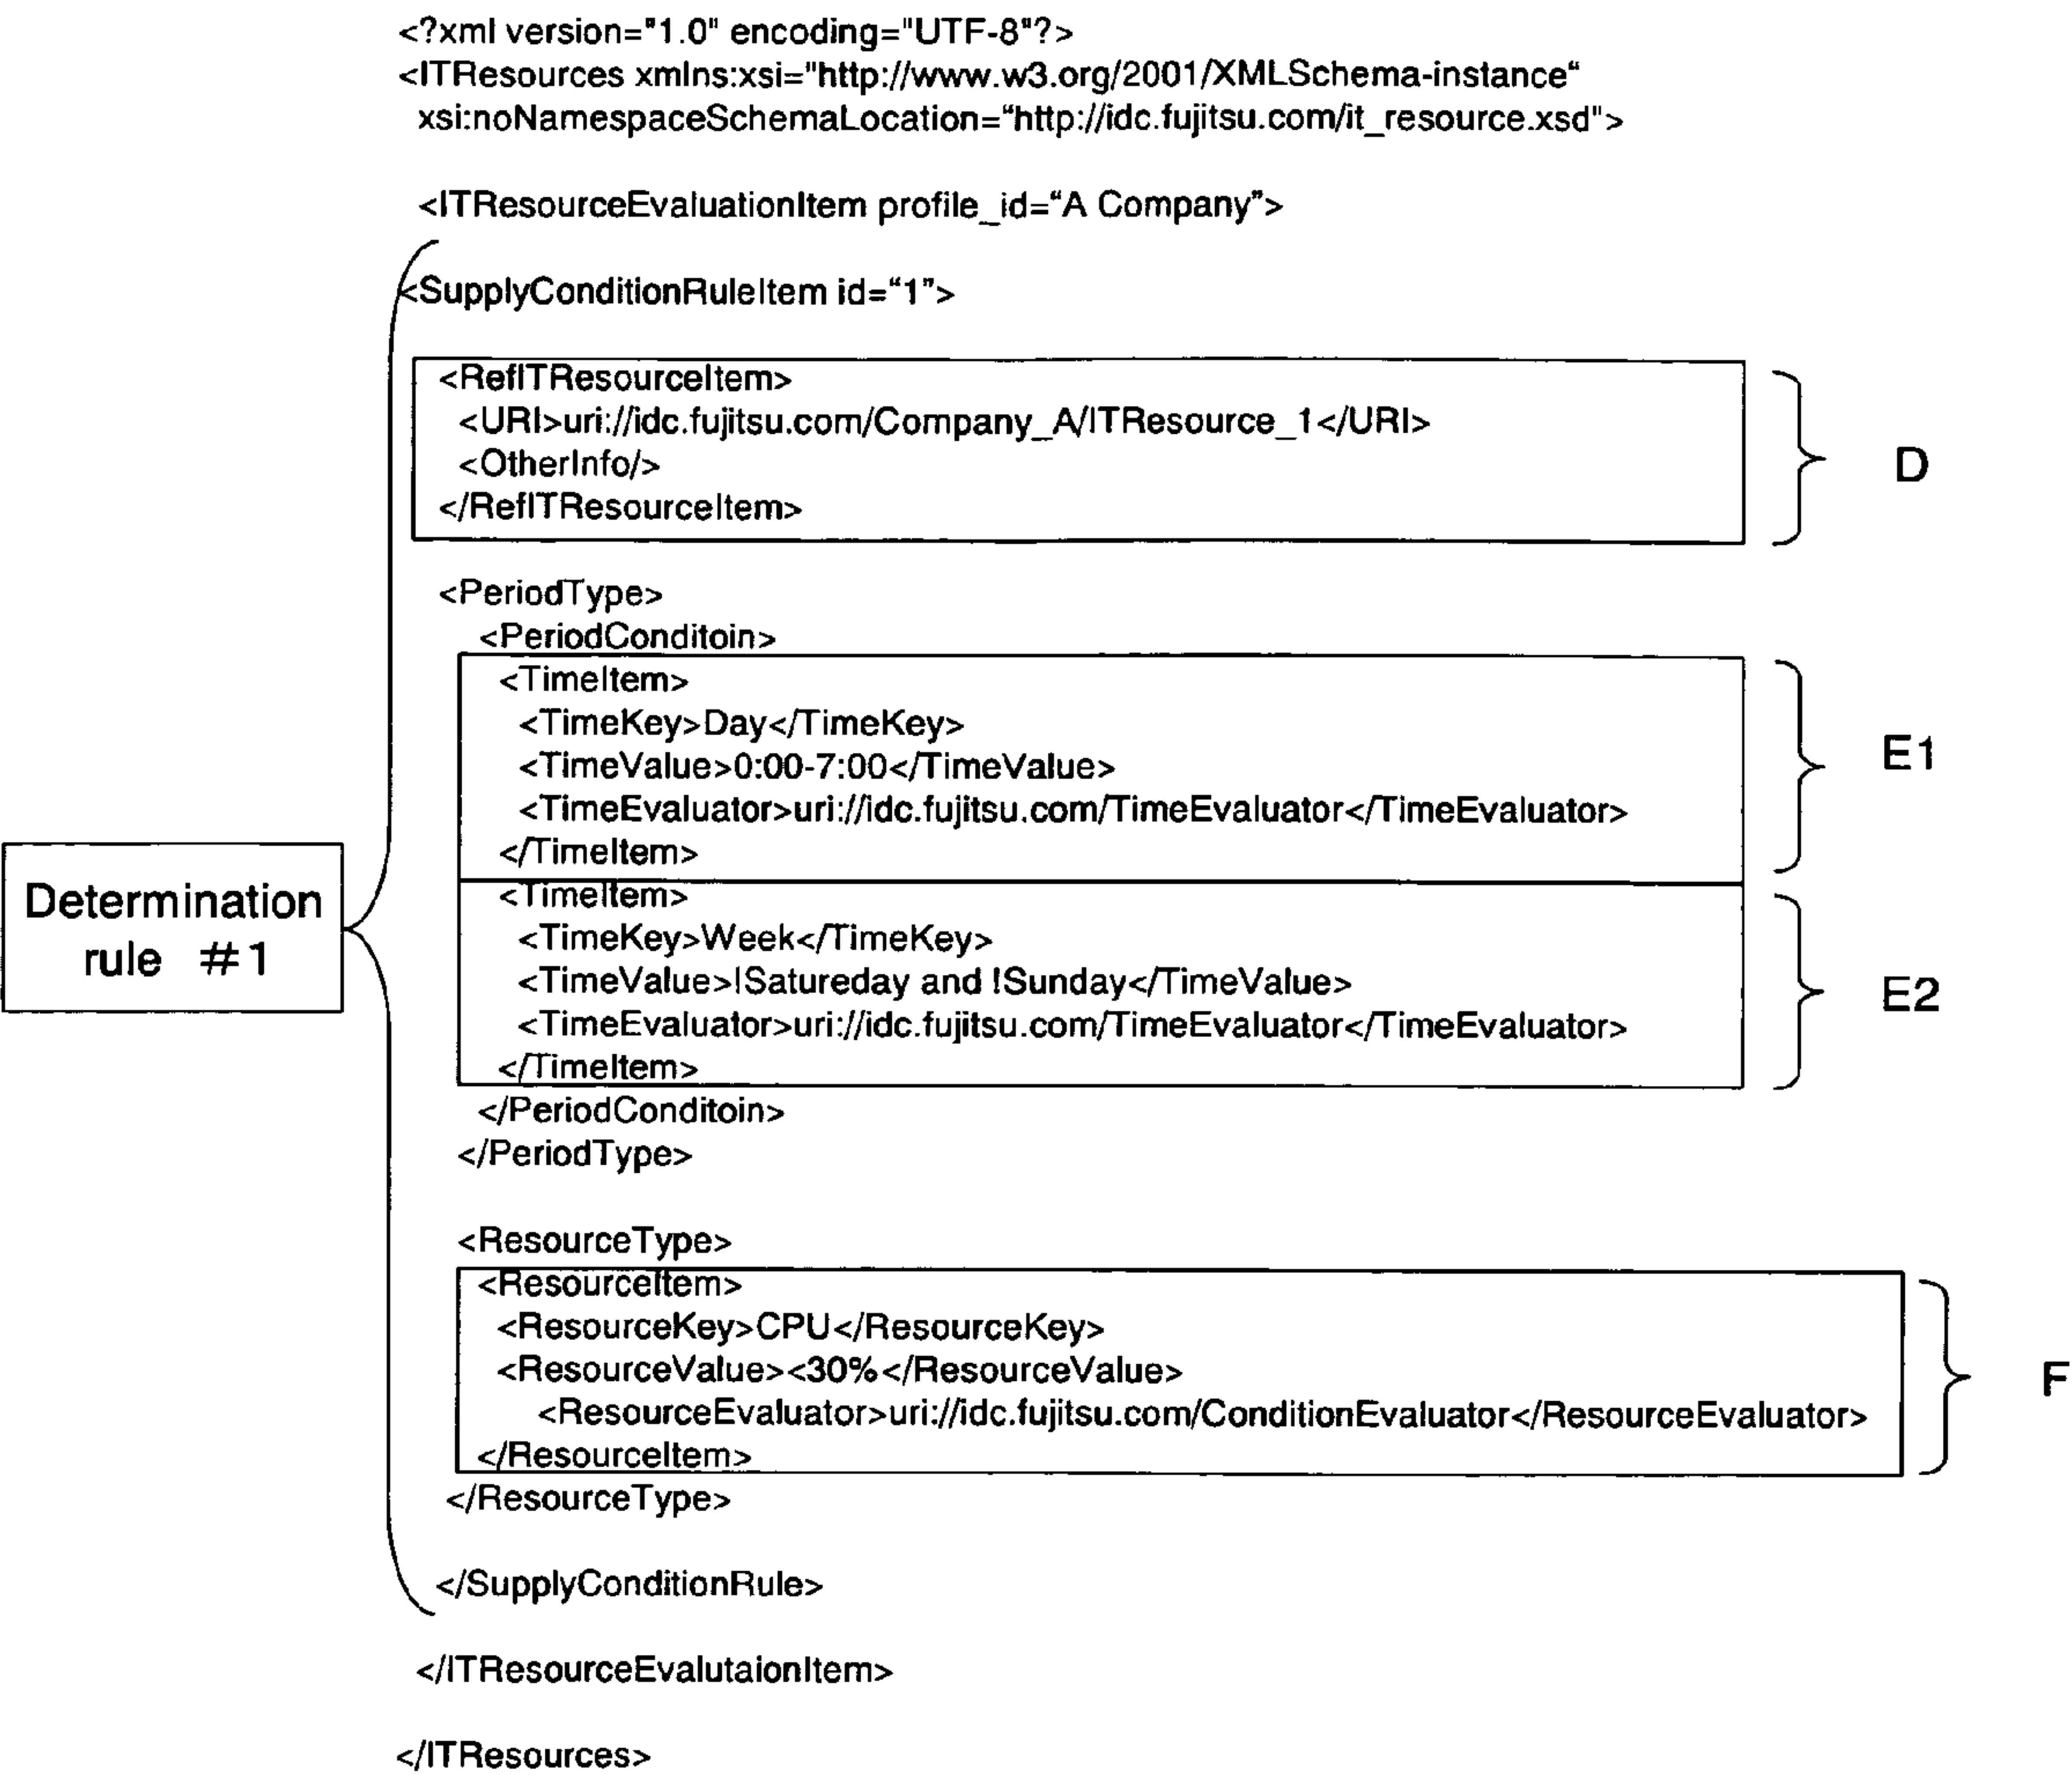 <?xml version="1.0" encoding="UTF-8"?>
<ITResources xmlns:xsi="http://www.w3.org/2001/XMLSchema-instance“
xsi:noNamespaceSchemaLocation=“http://idc.fujitsu.com/it_resource.xsd">
<ITResourceEvaluationItem profile_id=“A Company”>
<SupplyConditionRuleItem id=“1”>
<RefITResourceItem>
<URI>uri://idc.fujitsu.com/Company_A/ITResource_1</URI>
<OtherInfo/>
</RefITResourceItem>
D
<PeriodType>
<PeriodConditoin>
<TimeItem>
<TimeKey>Day</TimeKey>
<TimeValue>0:00-7:00</TimeValue>
<TimeEvaluator>uri://idc.fujitsu.com/TimeEvaluator</TimeEvaluator>
</TimeItem>
E1
Determination
rule #1
<TimeItem>
<TimeKey>Week</TimeKey>
<TimeValue>!Satureday and !Sunday</TimeValue>
<TimeEvaluator>uri://idc.fujitsu.com/TimeEvaluator</TimeEvaluator>
</TimeItem>
E2
</PeriodConditoin>
</PeriodType>
<ResourceType>
<ResourceItem>
<ResourceKey>CPU</ResourceKey>
<ResourceValue><30%</ResourceValue>
<ResourceEvaluator>uri://idc.fujitsu.com/ConditionEvaluator</ResourceEvaluator>
</ResourceItem>
F
</ResourceType>
</SupplyConditionRule>
</ITResourceEvalutaionItem>
</ITResources>